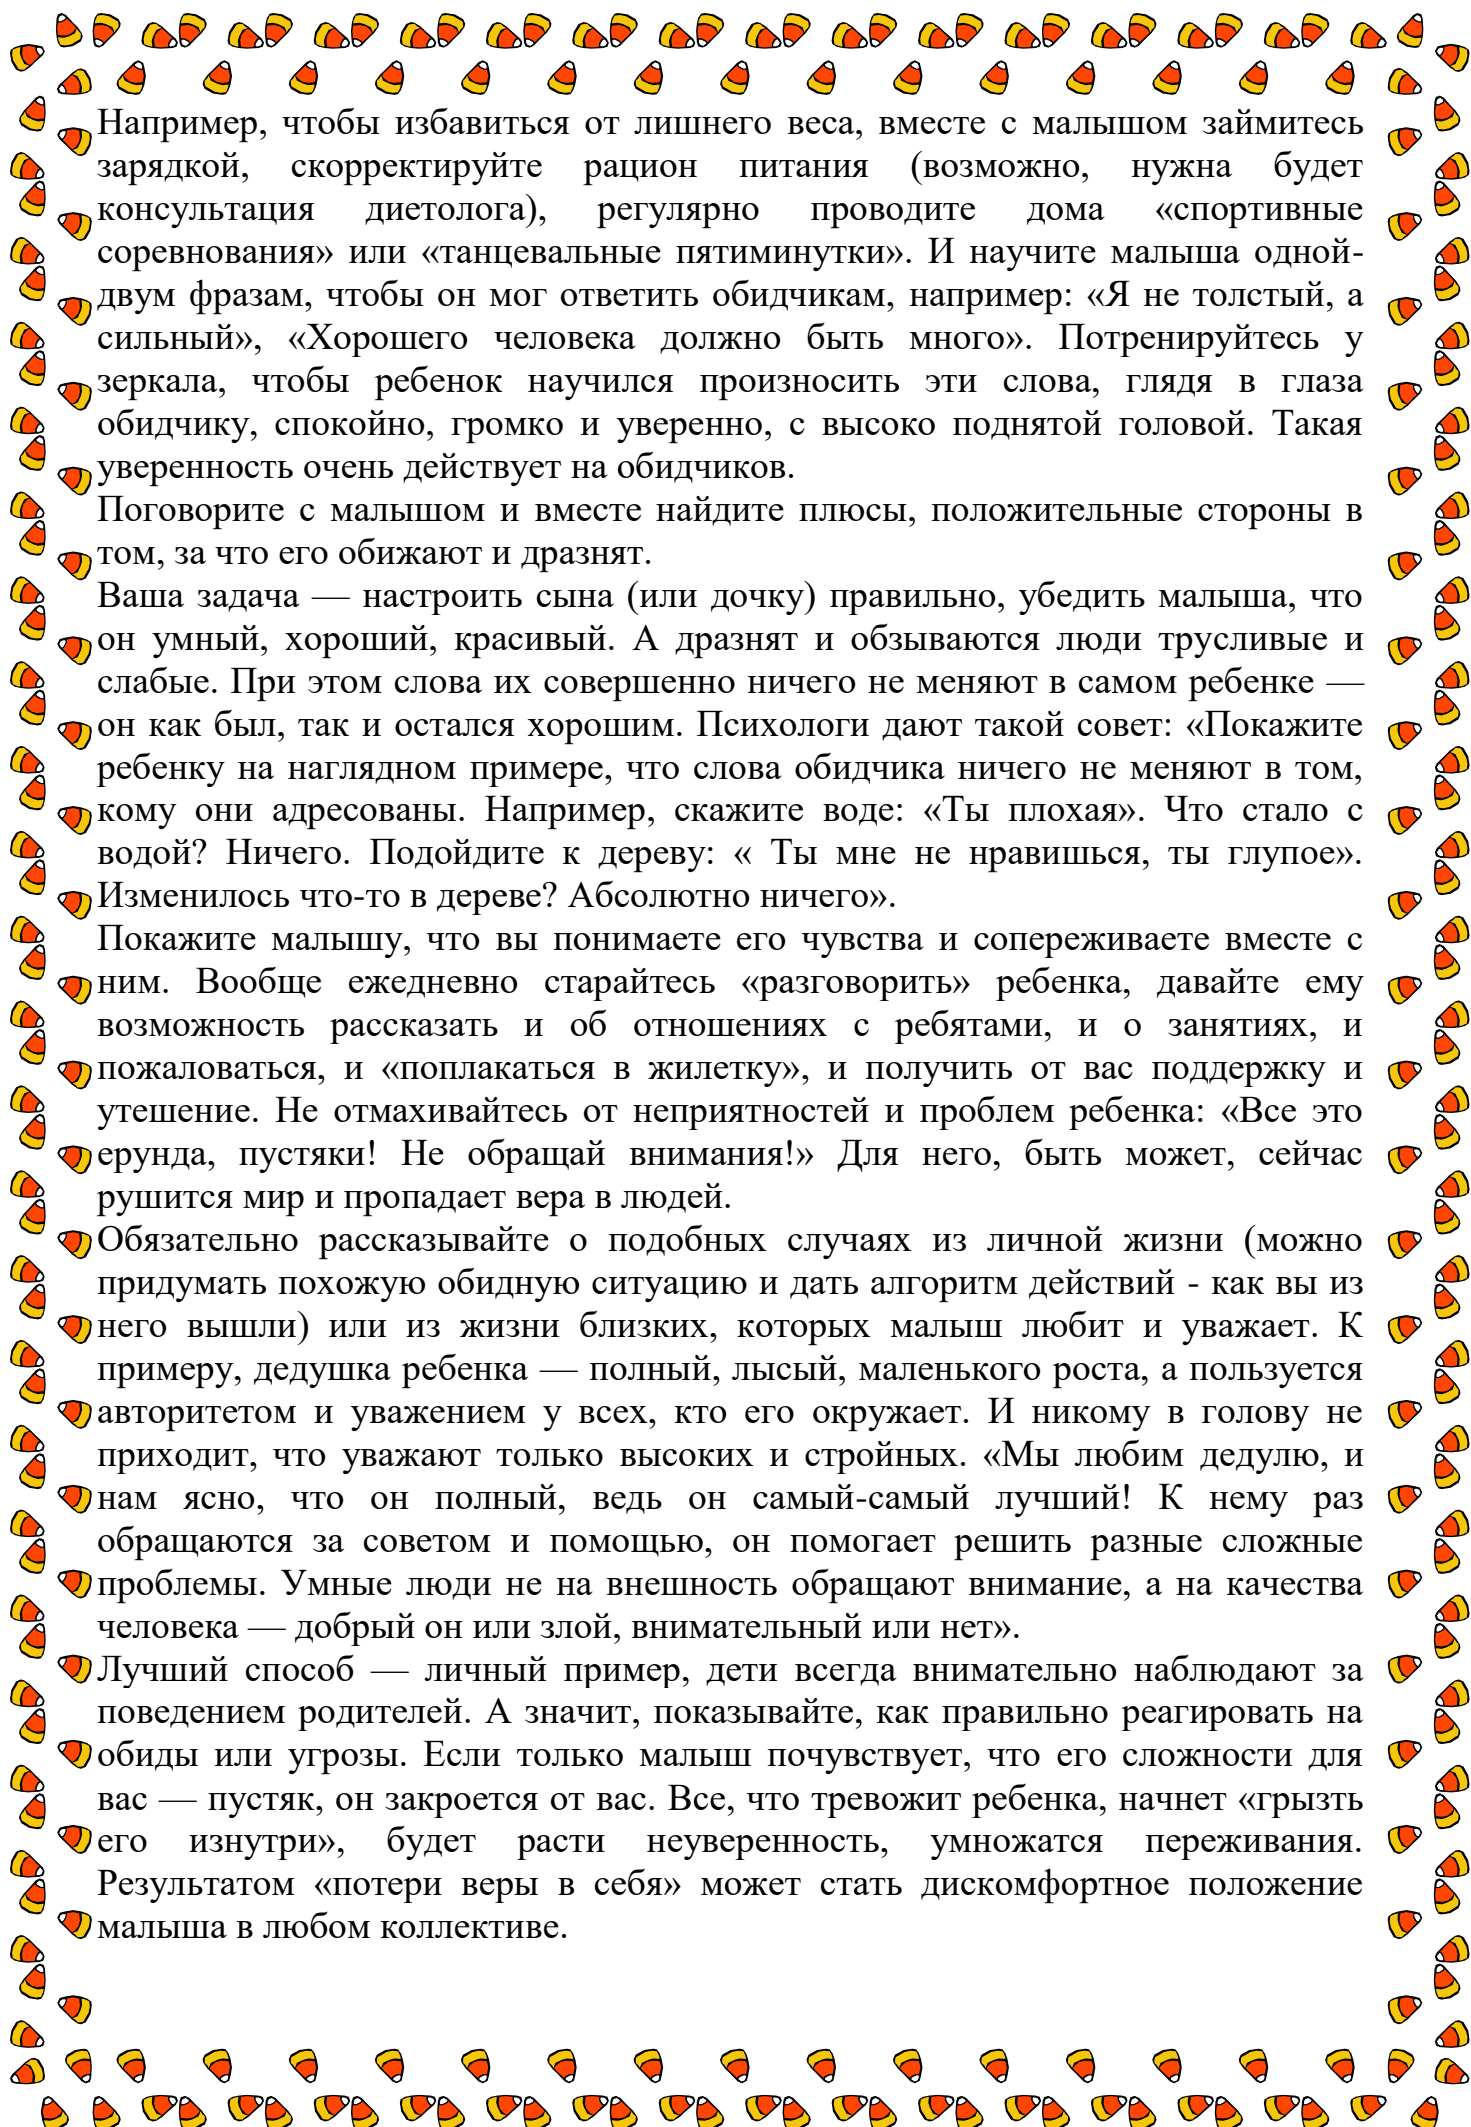 Например, чтобы избавиться от лишнего веса, вместе с малышом займитесь
зарядкой, скорректируйте рацион питания (возможно, нужна будет
консультация диетолога), регулярно проводите дома «спортивные
соревнования» или «танцевальные пятиминутки». И научите малыша одной-
двум фразам, чтобы он мог ответить обидчикам, например: «Я не толстый, а
сильный», «Хорошего человека должно быть много». Потренируйтесь у
зеркала, чтобы ребенок научился произносить эти слова, глядя в глаза
обидчику, спокойно, громко и уверенно, с высоко поднятой головой. Такая
уверенность очень действует на обидчиков.
Поговорите с малышом и вместе найдите плюсы, положительные стороны в
том, за что его обижают и дразнят.
Ваша задача — настроить сына (или дочку) правильно, убедить малыша, что
он умный, хороший, красивый. А дразнят и обзываются люди трусливые и
слабые. При этом слова их совершенно ничего не меняют в самом ребенке —
он как был, так и остался хорошим. Психологи дают такой совет: «Покажите
ребенку на наглядном примере, что слова обидчика ничего не меняют в том,
кому они адресованы. Например, скажите воде: «Ты плохая». Что стало с
водой? Ничего. Подойдите к дереву: « Ты мне не нравишься, ты глупое».
Изменилось что-то в дереве? Абсолютно ничего».
Покажите малышу, что вы понимаете его чувства и сопереживаете вместе с
ним. Вообще ежедневно старайтесь «разговорить» ребенка, давайте ему
возможность рассказать и об отношениях с ребятами, и о занятиях, и
пожаловаться, и «поплакаться в жилетку», и получить от вас поддержку и
утешение. Не отмахивайтесь от неприятностей и проблем ребенка: «Все это
ерунда, пустяки! Не обращай внимания!» Для него, быть может, сейчас
рушится мир и пропадает вера в людей.
Обязательно рассказывайте о подобных случаях из личной жизни (можно
придумать похожую обидную ситуацию и дать алгоритм действий - как вы из
него вышли) или из жизни близких, которых малыш любит и уважает. К
примеру, дедушка ребенка — полный, лысый, маленького роста, а пользуется
авторитетом и уважением у всех, кто его окружает. И никому в голову не
приходит, что уважают только высоких и стройных. «Мы любим дедулю, и
нам ясно, что он полный, ведь он самый-самый лучший! К нему раз
обращаются за советом и помощью, он помогает решить разные сложные
проблемы. Умные люди не на внешность обращают внимание, а на качества
человека — добрый он или злой, внимательный или нет».
Лучший способ — личный пример, дети всегда внимательно наблюдают за
поведением родителей. А значит, показывайте, как правильно реагировать на
обиды или угрозы. Если только малыш почувствует, что его сложности для
вас — пустяк, он закроется от вас. Все, что тревожит ребенка, начнет «грызть
его изнутри», будет расти неуверенность, умножатся переживания.
Результатом «потери веры в себя» может стать дискомфортное положение
малыша в любом коллективе.